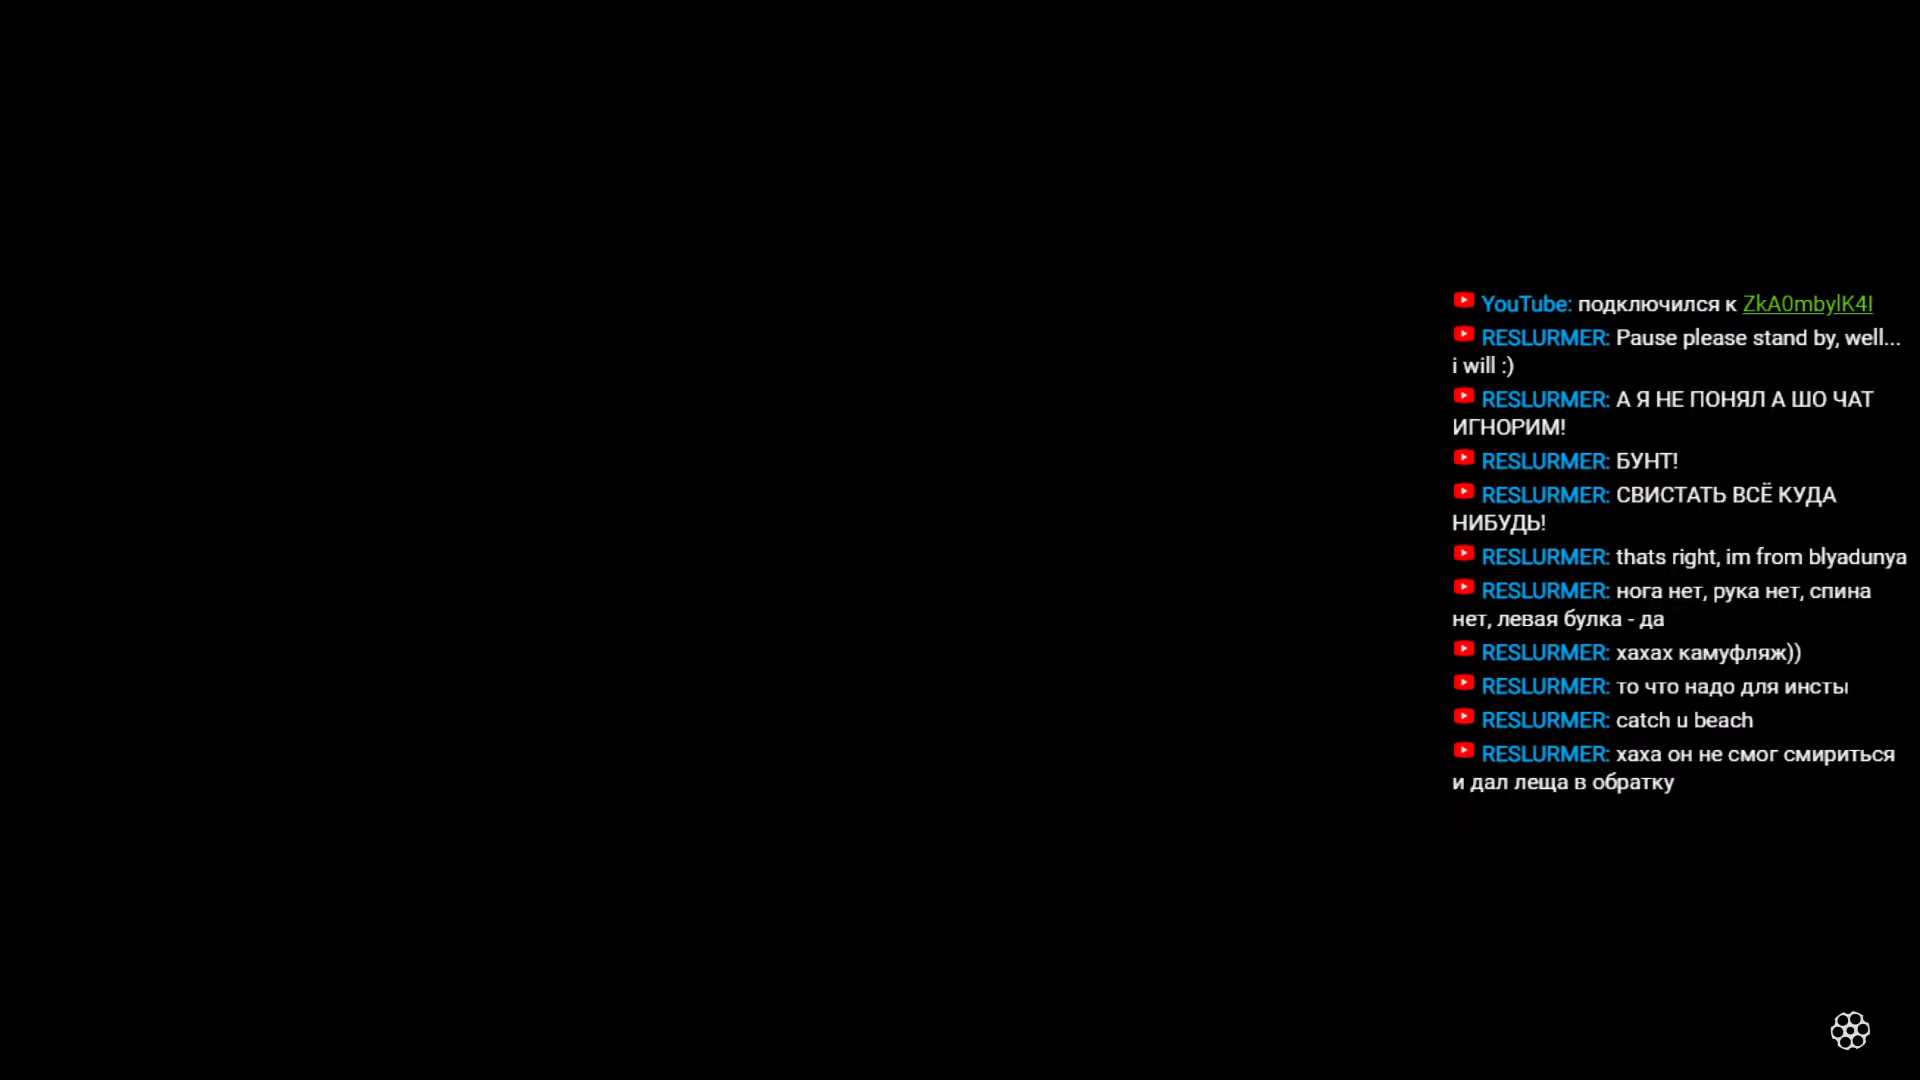 YouTube: подключился к ZkA0mbylK4I
RESLURMER: Pause please stand by, well...
i will :)
RESLURMER: А Я НЕ ПОНЯЛ А ШО ЧАТ
ИГНОРИМ!
RESLURMER: БУНТ!
RESLURMER: СВИСТАТЬ ВСЁ КУДА
НИБУДЬ!
RESLURMER: thats right, im from blyadunya
RESLURMER: нога нет, рука нет, спина
нет, левая булка - да
RESLURMER: хахах камуфляж))
RESLURMER: то что надо для инсты
RESLURMER: catch u beach
RESLURMER: хаха он не смог смириться
и дал леща в обратку